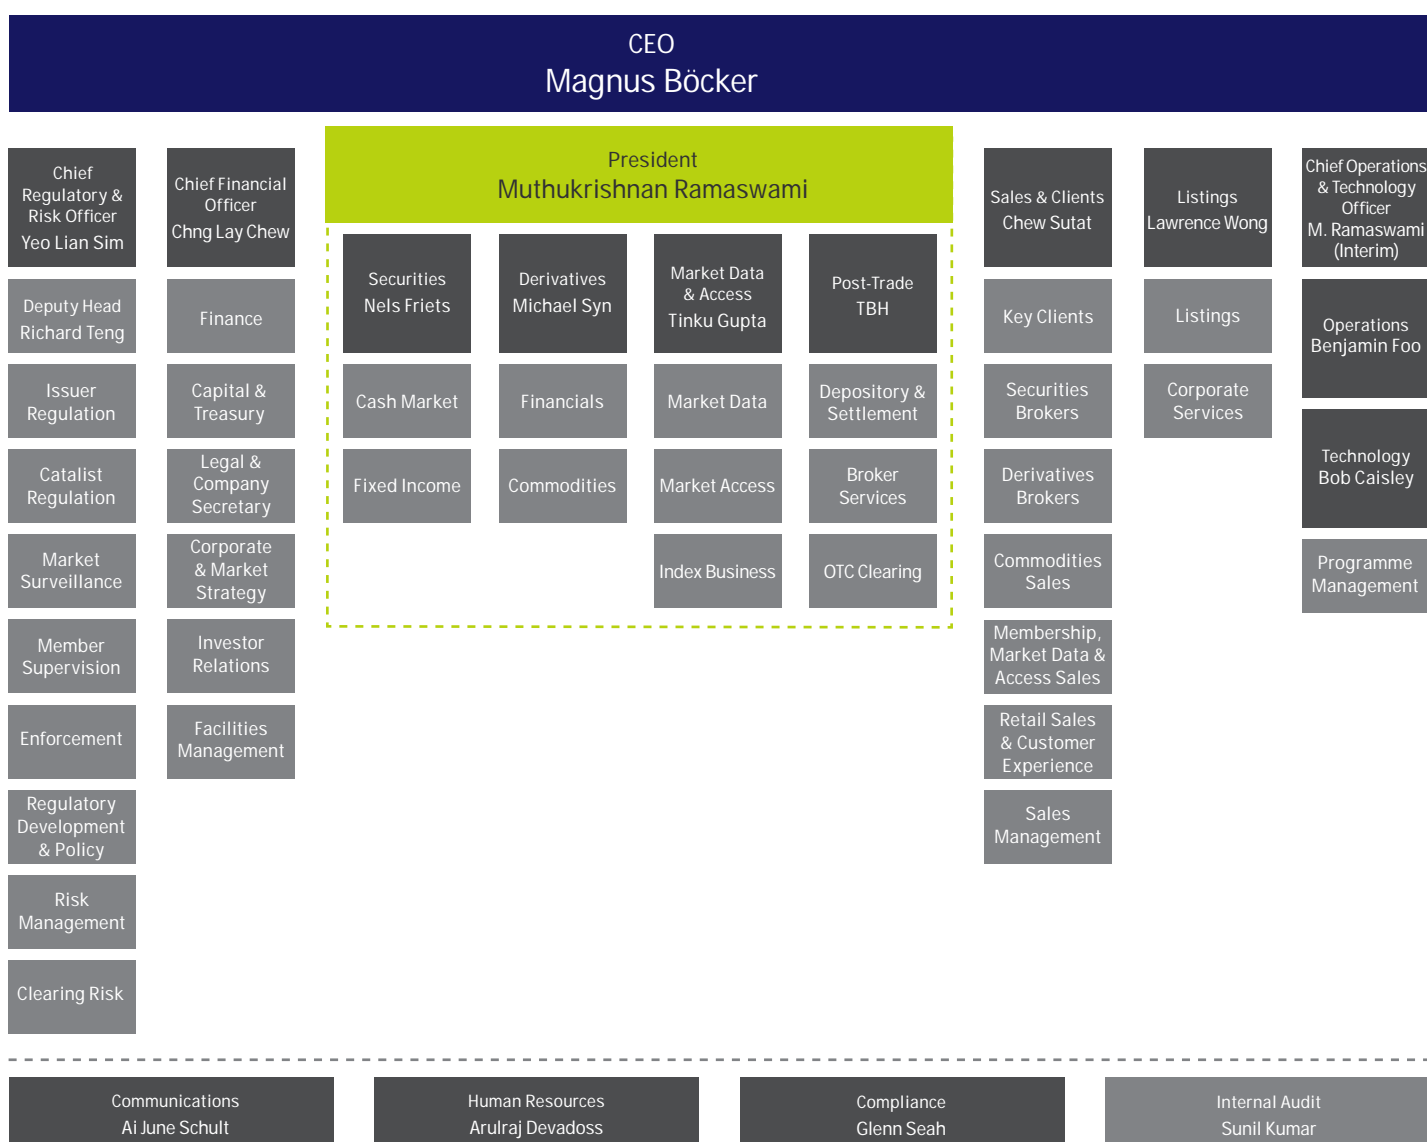 CEO
Magnus Böcker
Chief
Regulatory &
Risk Officer
Yeo Lian Sim
Deputy Head
Richard Teng
Issuer
Regulation
Catalist
Regulation
Market
Surveillance
Member
Supervision
Enforcement
Regulatory
Development
& Policy
Risk
Management
Clearing Risk
Chief Financial
Officer
Chng Lay Chew
Finance
Capital &
Treasury
Legal &
Company
Secretary
Corporate
& Market
Strategy
Investor
Relations
Facilities
Management
President
Muthukrishnan Ramaswami
Securities
Nels Friets
Cash Market
Fixed Income
Derivatives
Michael Syn
Financials
Commodities
Market Data
& Access
Tinku Gupta
Market Data
Market Access
Index Business
Post-Trade
TBH
Depository &
Settlement
Broker
Services
OTC Clearing
Sales & Clients
Chew Sutat
Key Clients
Securities
Brokers
Derivatives
Brokers
Commodities
Sales
Membership,
Market Data &
Access Sales
Retail Sales
& Customer
Experience
Sales
Management
Listings
Lawrence Wong
Listings
Corporate
Services
Chief Operations
& Technology
Officer
M. Ramaswami
(Interim)
Operations
Benjamin Foo
Technology
Bob Caisley
Programme
Management
Communications
Ai June Schult
Human Resources
Arulraj Devadoss
Compliance
Glenn Seah
Internal Audit
Sunil Kumar